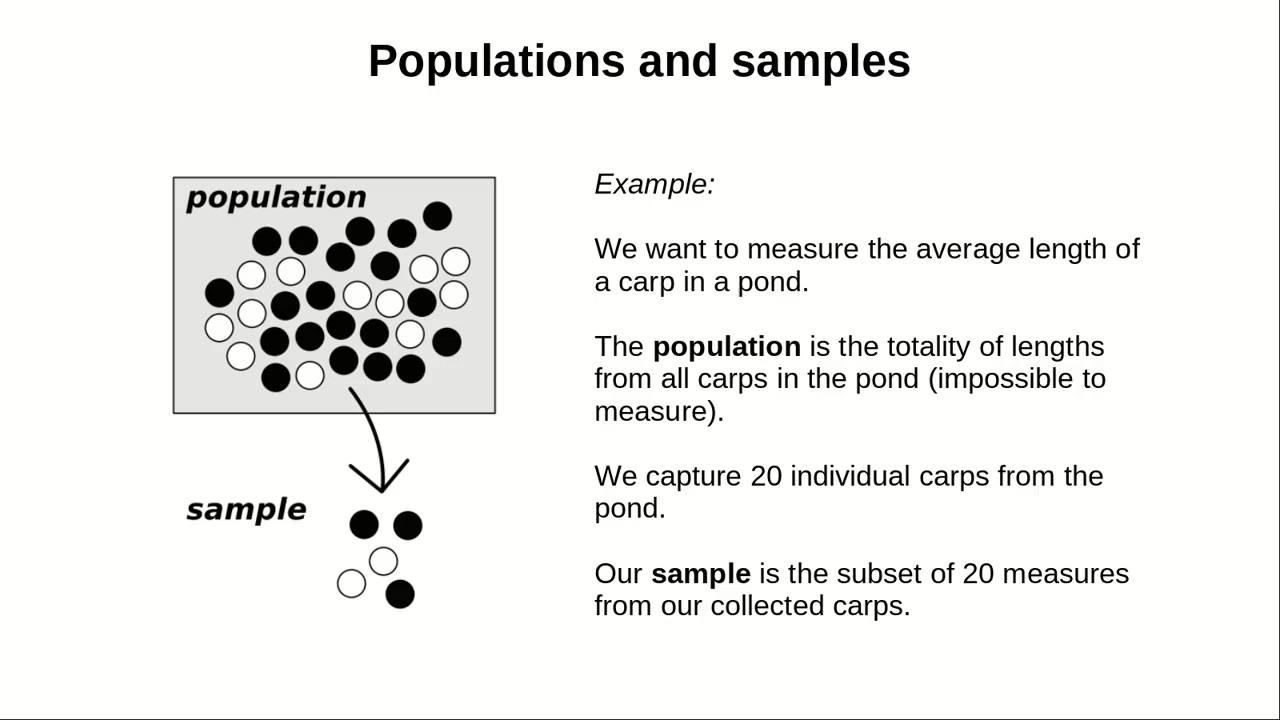 Populations and samples
population
sample
Example:
We want to measure the average length of
a carp in a pond.
The population is the totality of lengths
from all carps in the pond (impossible to
measure).
We capture 20 individual carps from the
pond.
Our sample is the subset of 20 measures
from our collected carps.